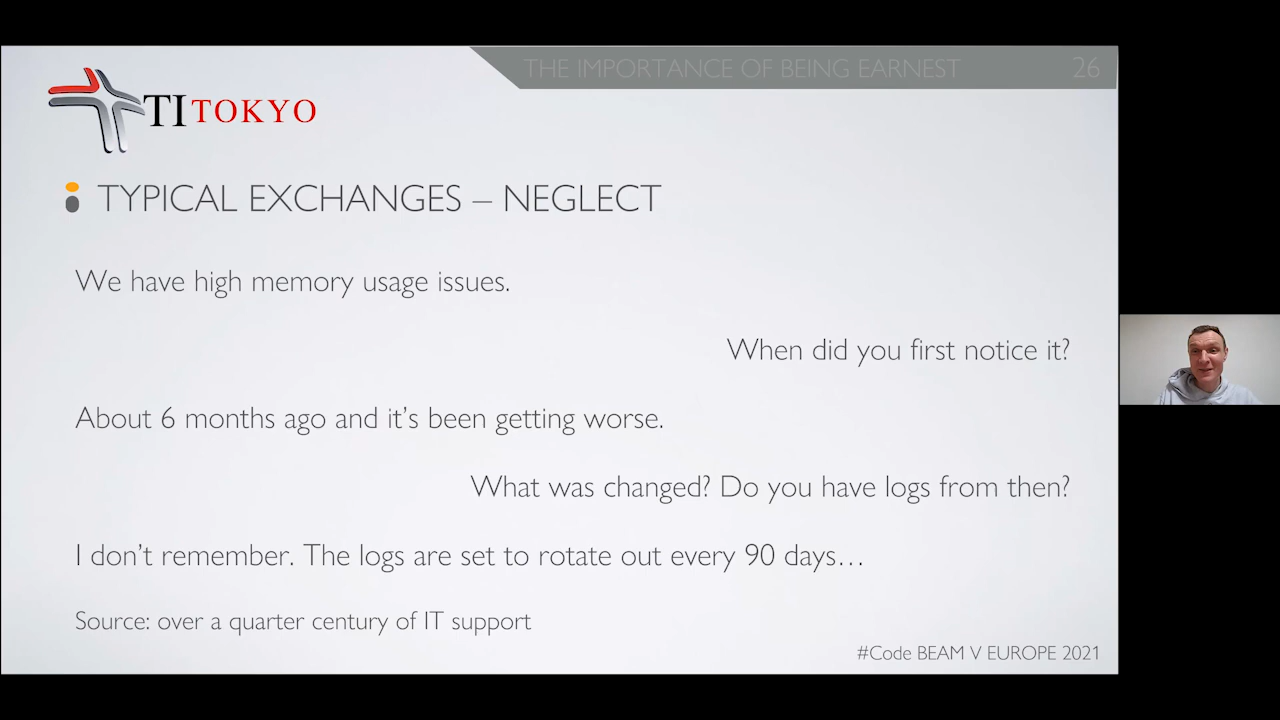 THE IMPORTANCE OF BEING EARNEST 26
TI TOKYO
TYPICAL EXCHANGES – NEGLECT
We have high memory usage issues.
When did you first notice it?
About 6 months ago and it’s been getting worse.
What was changed? Do you have logs from then?
I don’t remember. The logs are set to rotate out every 90 days…
Source: over a quarter century of IT support
#Code BEAM V EUROPE 2021